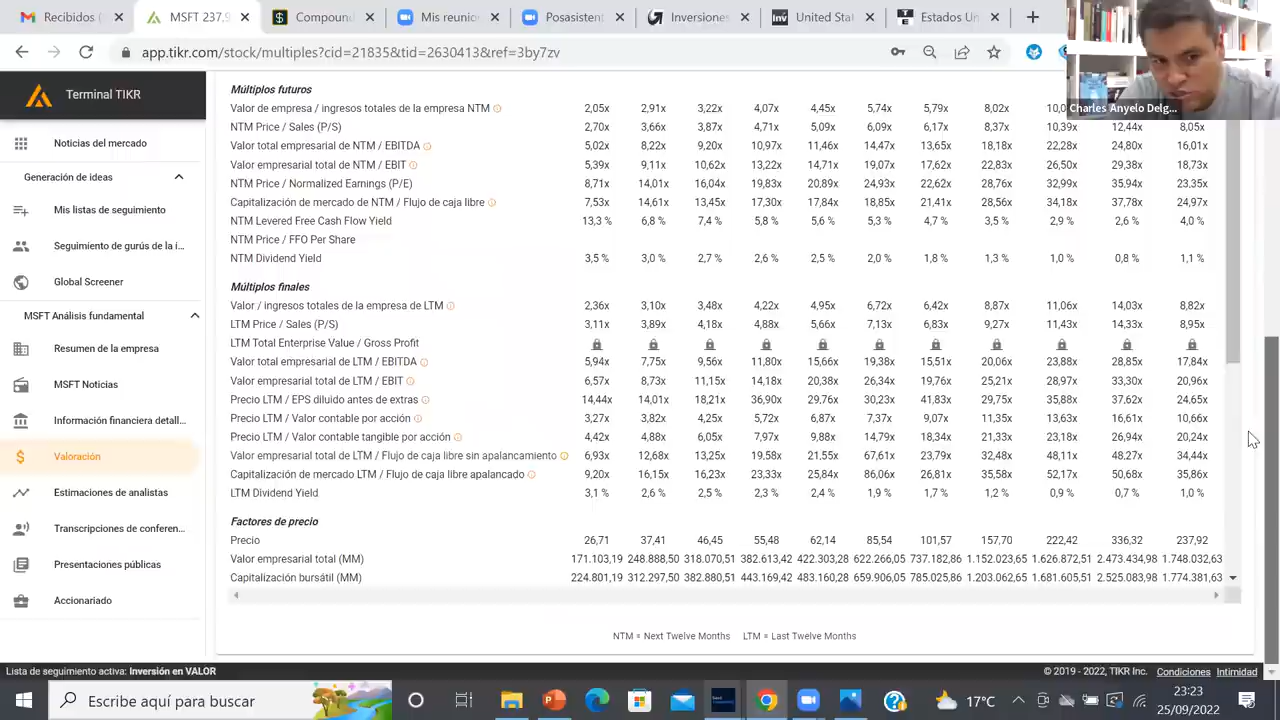 Recibidos (
MSFT 237.9
Compound
Mis reunio
Posasisten
Inversiones
United Sta
Estados Un
app.tikr.com/stock/multiples?cid=21835&tid=2630413&ref=3by7zv
Charles Anyelo Delg...
Terminal TIKR
Noticias del mercado
Generación de ideas
Mis listas de seguimiento
Seguimiento de gurús de la i...
Global Screener
MSFT Análisis fundamental
Resumen de la empresa
MSFT Noticias
Información financiera detall...
Valoración
Estimaciones de analistas
Transcripciones de conferen...
Presentaciones públicas
Accionariado
Múltiplos futuros
Valor de empresa / ingresos totales de la empresa NTM 2,05x 2,91x 3,22x 4,07x 4,45x 5,74x 5,79x 8,02x
NTM Price / Sales (P/S) 2,70x 3,66x 3,87x 4,71x 5,09x 6,09x 6,17x 8,37x 10,39x 12,44x 8,05x
Valor total empresarial de NTM / EBITDA 5,02x 8,22x 9,20x 10,97x 11,46x 14,47x 13,65x 18,18x 22,28x 24,80x 16,01x
Valor empresarial total de NTM / EBIT 5,39x 9,11x 10,62x 13,22x 14,71x 19,07x 17,62x 22,83x 26,50x 29,38x 18,73x
NTM Price / Normalized Earnings (P/E) 8,71x 14,01x 16,04x 19,83x 20,89x 24,93x 22,62x 28,76x 32,99x 35,94x 23,35x
Capitalización de mercado de NTM / Flujo de caja libre 7,53x 14,61x 13,45x 17,30x 17,84x 18,85x 21,41x 28,56x 34,18x 37,78x 24,97x
NTM Levered Free Cash Flow Yield 13,3 % 6,8 % 7,4 % 5,8 % 5,6 % 5,3 % 4,7 % 3,5 % 2,9 % 2,6 % 4,0 %
NTM Price / FFO Per Share
NTM Dividend Yield 3,5 % 3,0 % 2,7 % 2,6 % 2,5 % 2,0 % 1,8 % 1,3 % 1,0 % 0,8 % 1,1 %
Múltiplos finales
Valor / ingresos totales de la empresa de LTM 2,36x 3,10x 3,48x 4,22x 4,95x 6,72x 6,42x 8,87x 11,06x 14,03x 8,82x
LTM Price / Sales (P/S) 3,11x 3,89x 4,18x 4,88x 5,66x 7,13x 6,83x 9,27x 11,43x 14,33x 8,95x
LTM Total Enterprise Value / Gross Profit
Valor total empresarial de LTM / EBITDA 5,94x 7,75x 9,56x 11,80x 15,66x 19,38x 15,51x 20,06x 23,88x 28,85x 17,84x
Valor empresarial total de LTM / EBIT 6,57x 8,73x 11,15x 14,18x 20,38x 26,34x 19,76x 25,21x 28,97x 33,30x 20,96x
Precio LTM / EPS diluido antes de extras 14,44x 14,01x 18,21x 36,90x 29,76x 30,23x 41,83x 29,75x 35,88x 37,62x 24,65x
Precio LTM / Valor contable por acción 3,27x 3,82x 4,25x 5,72x 6,87x 7,37x 9,07x 11,35x 13,63x 16,61x 10,66x
Precio LTM / Valor contable tangible por acción 4,42x 4,88x 6,05x 7,97x 9,88x 14,79x 18,34x 21,33x 23,18x 26,94x 20,24x
Valor empresarial total de LTM / Flujo de caja libre sin apalancamiento 6,93x 12,68x 13,25x 19,58x 21,55x 67,61x 23,79x 32,48x 48,11x 48,27x 34,44x
Capitalización de mercado LTM / Flujo de caja libre apalancado 9,20x 16,15x 16,23x 23,33x 25,84x 86,06x 26,81x 35,58x 52,17x 50,68x 35,86x
LTM Dividend Yield 3,1 % 2,6 % 2,5 % 2,3 % 2,4 % 1,9 % 1,7 % 1,2 % 0,9 % 0,7 % 1,0 %
Factores de precio
Precio 26,71 37,41 46,45 55,48 62,14 85,54 101,57 157,70 222,42 336,32 237,92
Valor empresarial total (MM) 171.103,19 248.888,50 318.070,51 382.613,42 422.303,28 622.266,05 737.182,86 1.152.023,65 1.626.872,51 2.473.434,98 1.748.032,63
Capitalización bursátil (MM) 224.801,19 312.297,50 382.880,51 443.169,42 483.160,28 659.906,05 785.025,86 1.203.062,65 1.681.605,51 2.525.083,98 1.774.381,63
NTM = Next Twelve Months LTM = Last Twelve Months
Lista de seguimiento activa: Inversión en VALOR
© 2019 - 2022, TIKR Inc. Condiciones Intimidad
Escribe aquí para buscar
17°C
23:23
25/09/2022